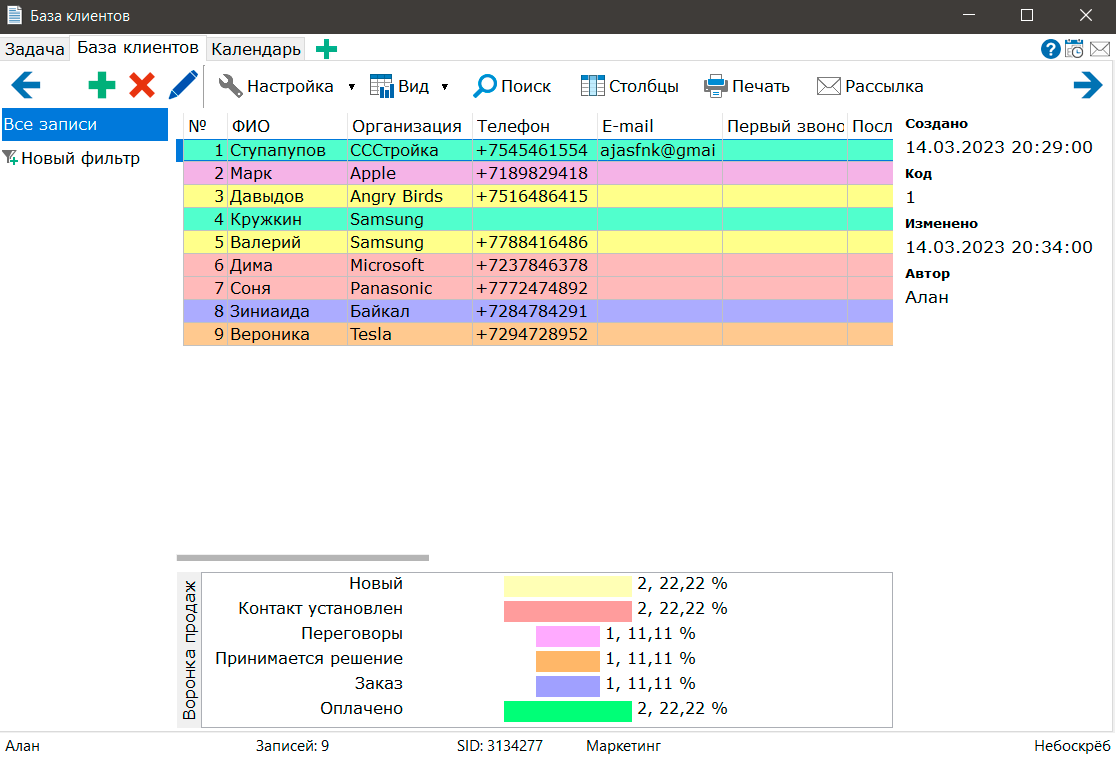 База клиентов
Задача База клиентов Календарь
Настройка Вид Поиск Столбцы Печать Рассылка
Все записи
Новый фильтр
№ ФИО Организация Телефон E-mail Первый звоно Посл
1 Ступапупов СССтройка +7545461554 ajasfnk@gmai
2 Марк Apple +7189829418
3 Давыдов Angry Birds +7516486415
4 Кружкин Samsung
5 Валерий Samsung +7788416486
6 Дима Microsoft +7237846378
7 Соня Panasonic +7772474892
8 Зиниаида Байкал +7284784291
9 Вероника Tesla +7294728952
Создано
14.03.2023 20:29:00
Код
1
Изменено
14.03.2023 20:34:00
Автор
Алан
Воронка продаж
Новый 2, 22,22 %
Контакт установлен 2, 22,22 %
Переговоры 1, 11,11 %
Принимается решение 1, 11,11 %
Заказ 1, 11,11 %
Оплачено 2, 22,22 %
Алан Записей: 9 SID: 3134277 Маркетинг Небоскрёб